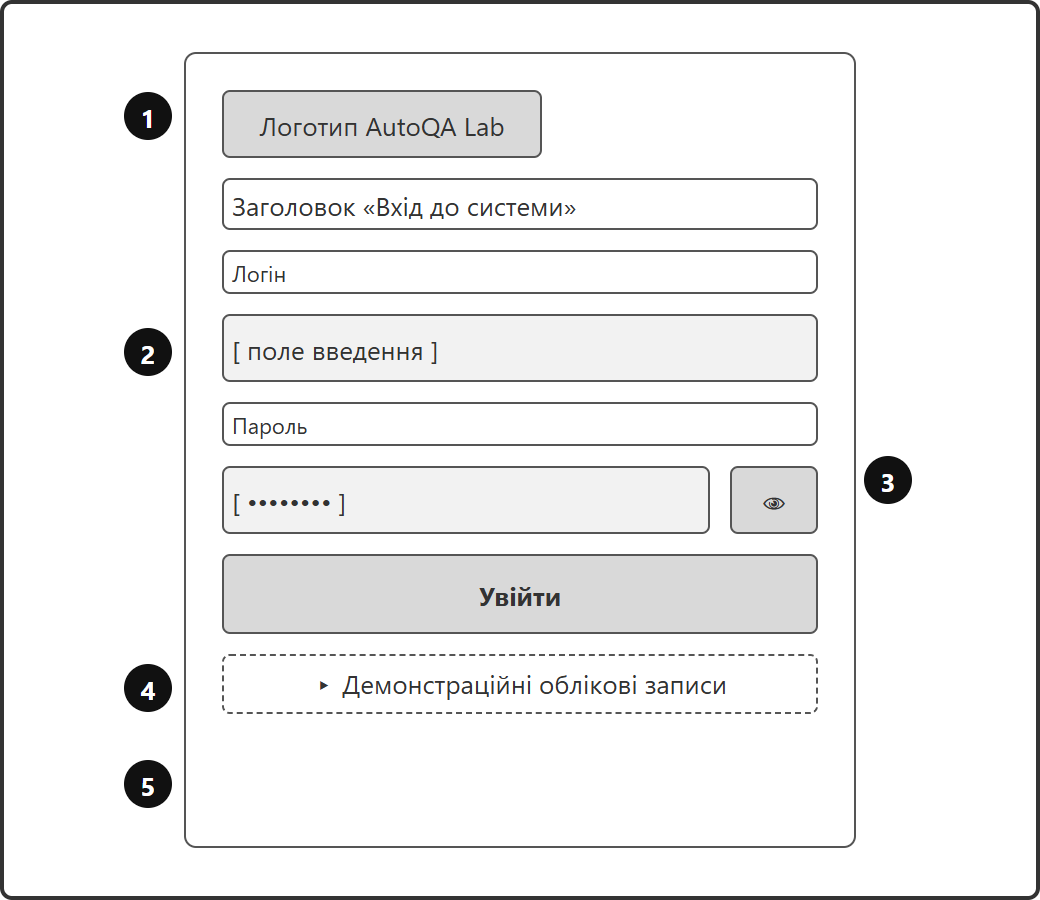 1
Логотип AutoQA Lab
Заголовок «Вхід до системи»
Логін
2
[ поле введення ]
Пароль
3
[ •••••••• ]
Увійти
4
▸ Демонстраційні облікові записи
5